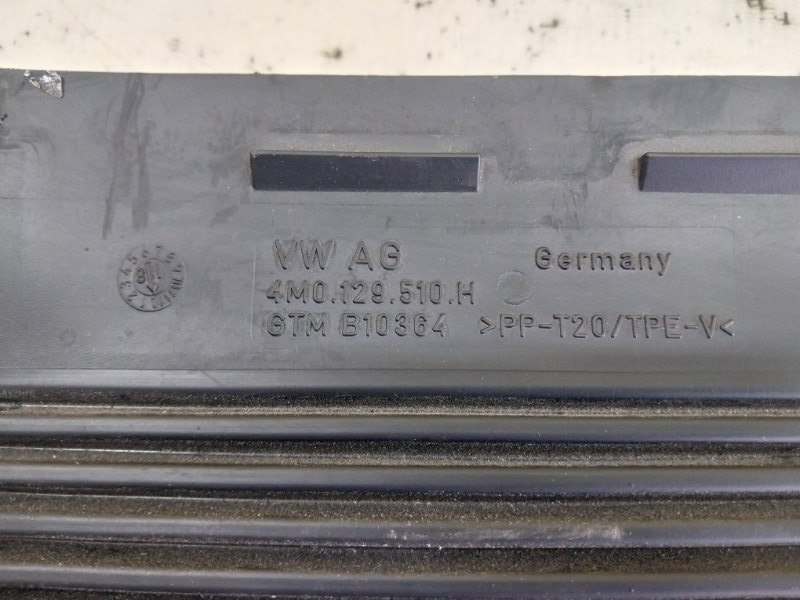 VW AG
Germany
4M0.129.510.H
GTM B10364 >PP-T20/TPE-V<